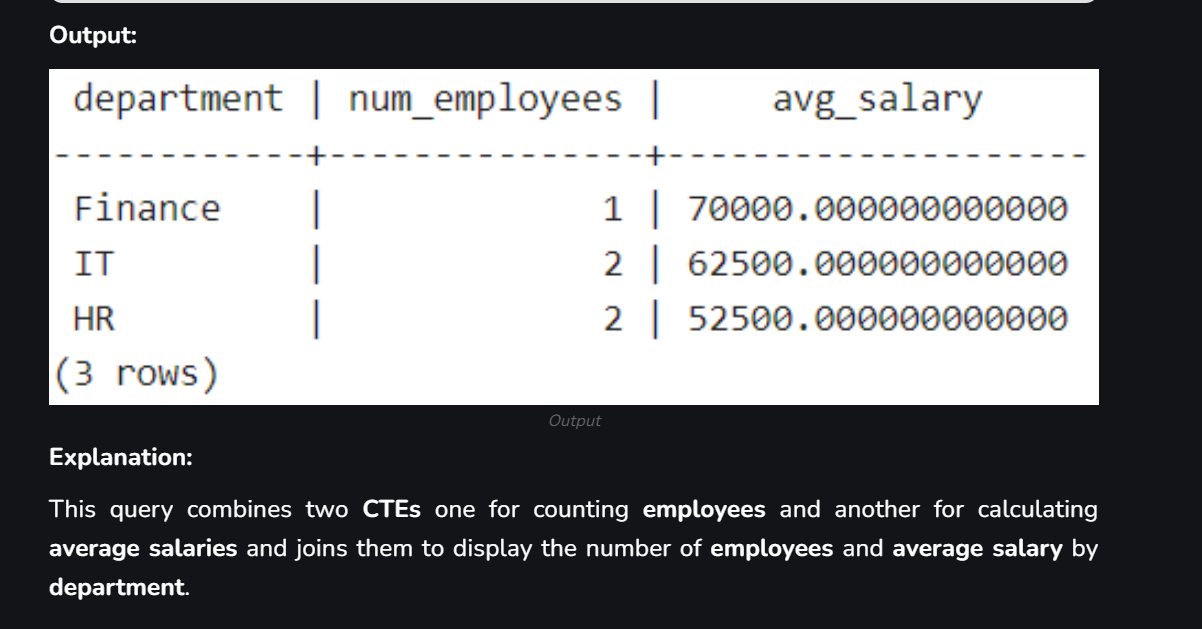 Output:
department | num_employees |     avg_salary
------------+---------------+--------------------
Finance    |             1 | 70000.000000000000
IT         |             2 | 62500.000000000000
HR         |             2 | 52500.000000000000
(3 rows)
Output
Explanation:
This query combines two CTEs one for counting employees and another for calculating
average salaries and joins them to display the number of employees and average salary by
department.